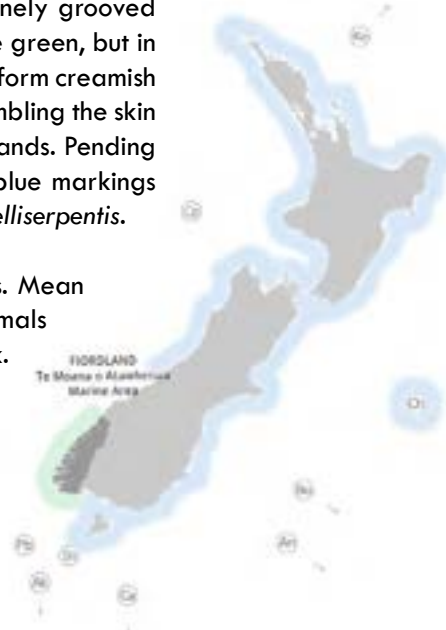 nely grooved
e green, but in
form creamish
mbling the skin
ands. Pending
blue markings
elliserpentis.
s. Mean
mals
k.
FIORDLAND
Te Moana o Atawhenua
Marine Area